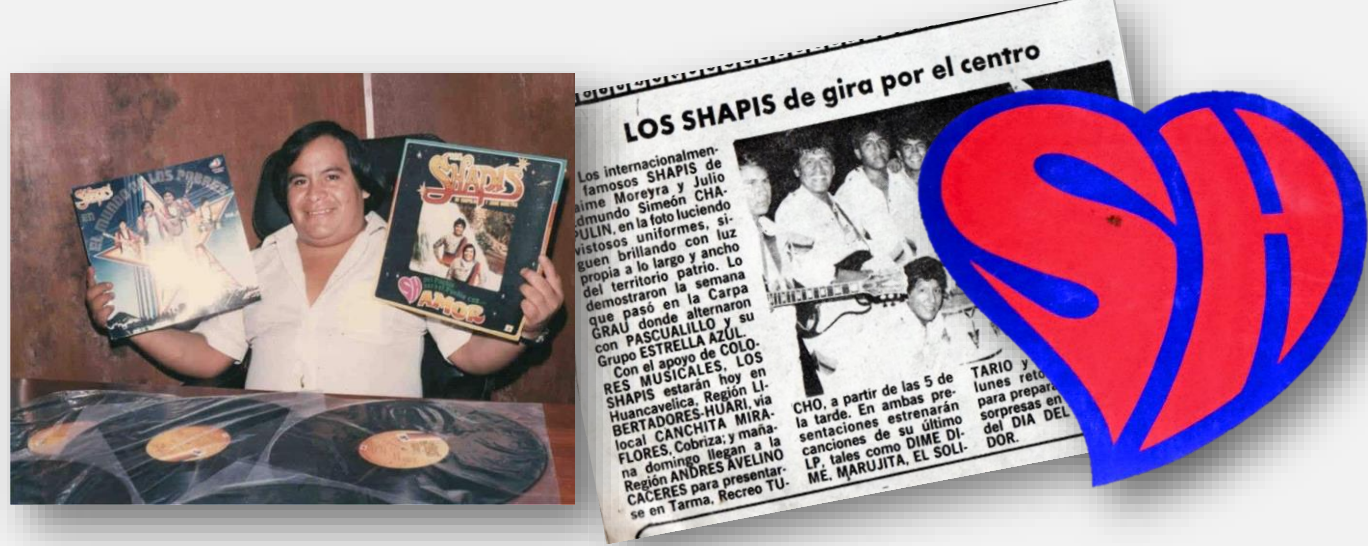 Shapis
EN
EL MUNDO DE LOS POBRES
LOS
SHAPIS
AMOR
LOS SHAPIS de gira por el centro
Los internacionalmen-
famosos SHAPIS de
aime Moreyra y Julio
dmundo Simeón CHA-
PULIN, en la foto luciendo
vistosos uniformes, si-
guen brillando con luz
propia a lo largo y ancho
del territorio patrio. Lo
demostraron la semana
que pasó en la Carpa
GRAU donde alternaron
con PASCUALILLO y su
Grupo ESTRELLA AZUL.
Con el apoyo de COLO-
RES MUSICALES, LOS
SHAPIS estarán hoy en
Huancavelica, Región LI-
BERTADORES-HUARI, vía
local CANCHITA MIRA-
FLORES, Cobriza; y maña-
na domingo llegan a la
Región ANDRES AVELINO
CACERES para presentar-
se en Tarma, Recreo TU-
CHO, a partir de las 5 de
la tarde. En ambas pre-
sentaciones estrenarán
canciones de su último
LP, tales como DIME DI-
ME, MARUJITA, EL SOLI-
TARIO y
lunes reto
para prepara
sorpresas en
del DIA DEL
DOR.
SH